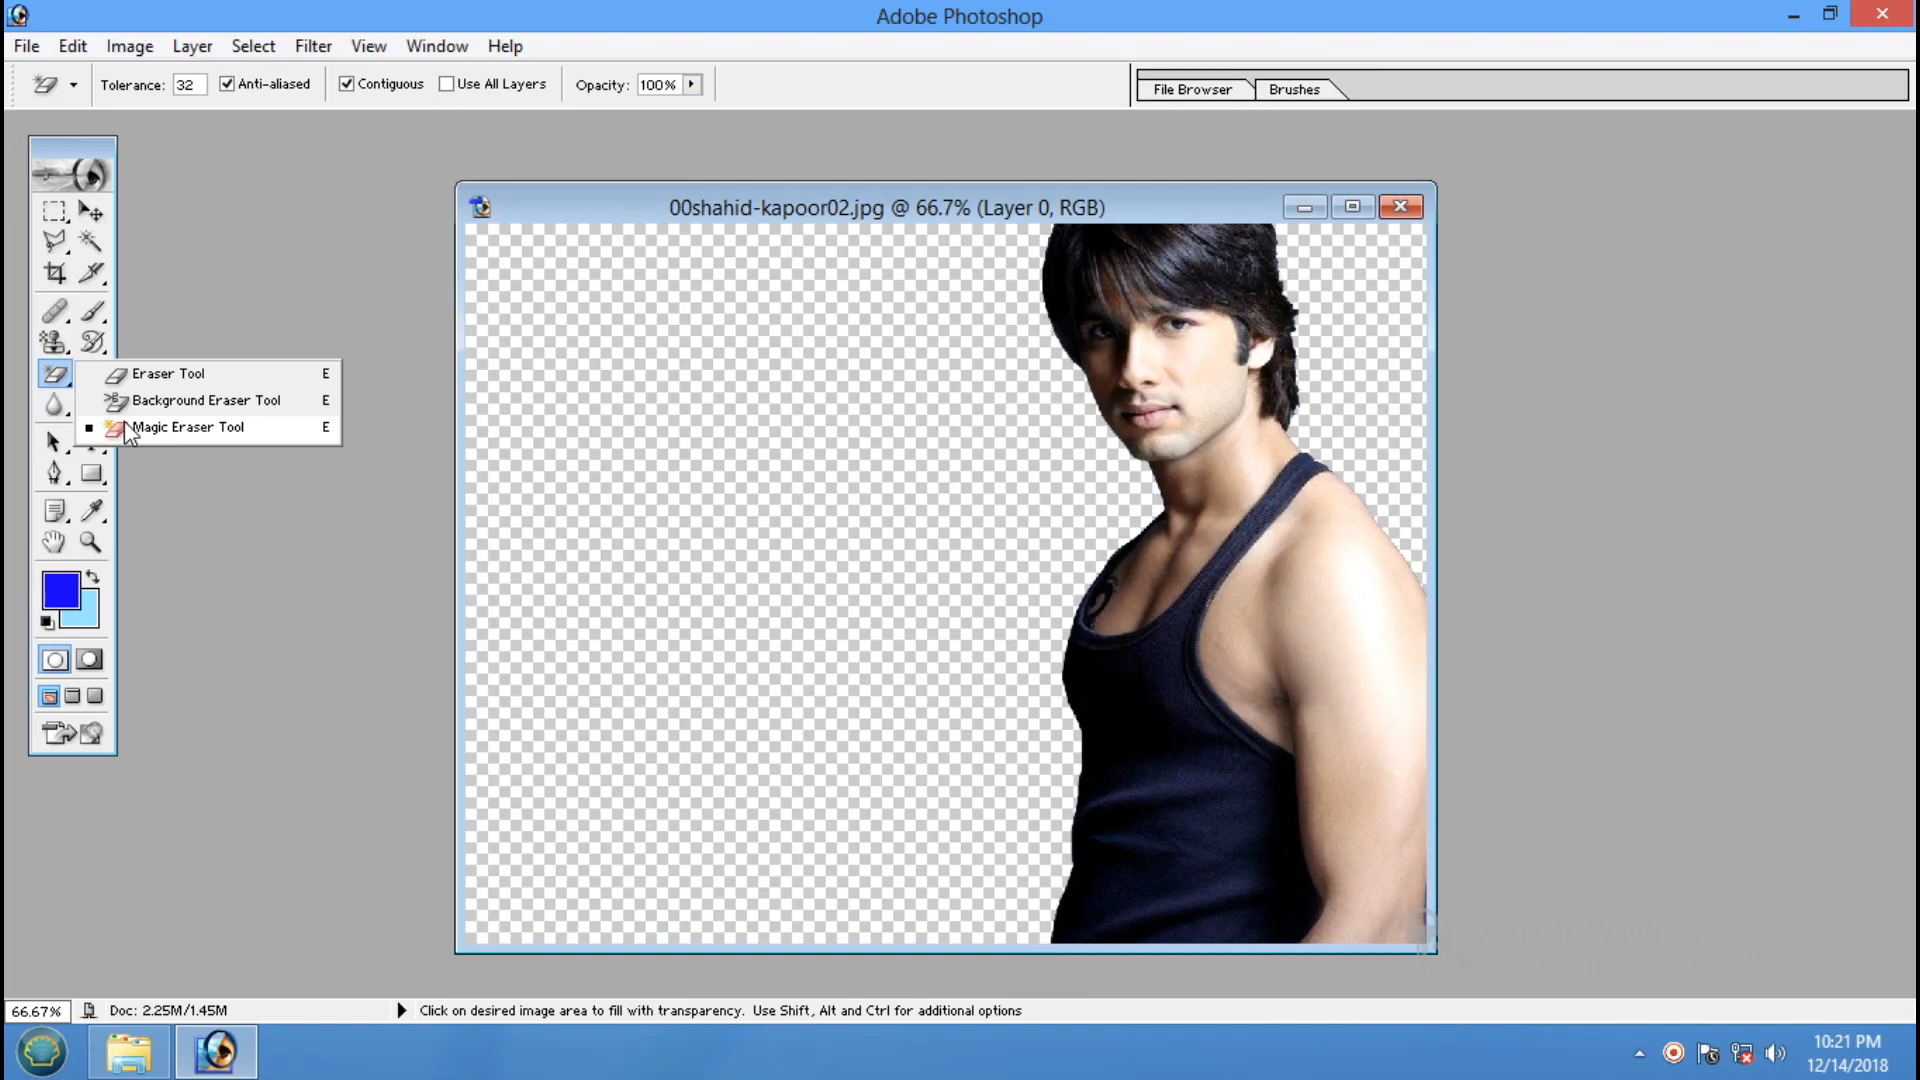 Adobe Photoshop
File Edit Image Layer Select Filter View Window Help
Tolerance: 32 Anti-aliased Contiguous Use All Layers Opacity: 100% File Browser Brushes
00shahid-kapoor02.jpg @ 66.7% (Layer 0, RGB)
Eraser Tool E
Background Eraser Tool E
Magic Eraser Tool E
66.67% Doc: 2.25M/1.45M Click on desired image area to fill with transparency. Use Shift, Alt and Ctrl for additional options
10:21 PM
12/14/2018